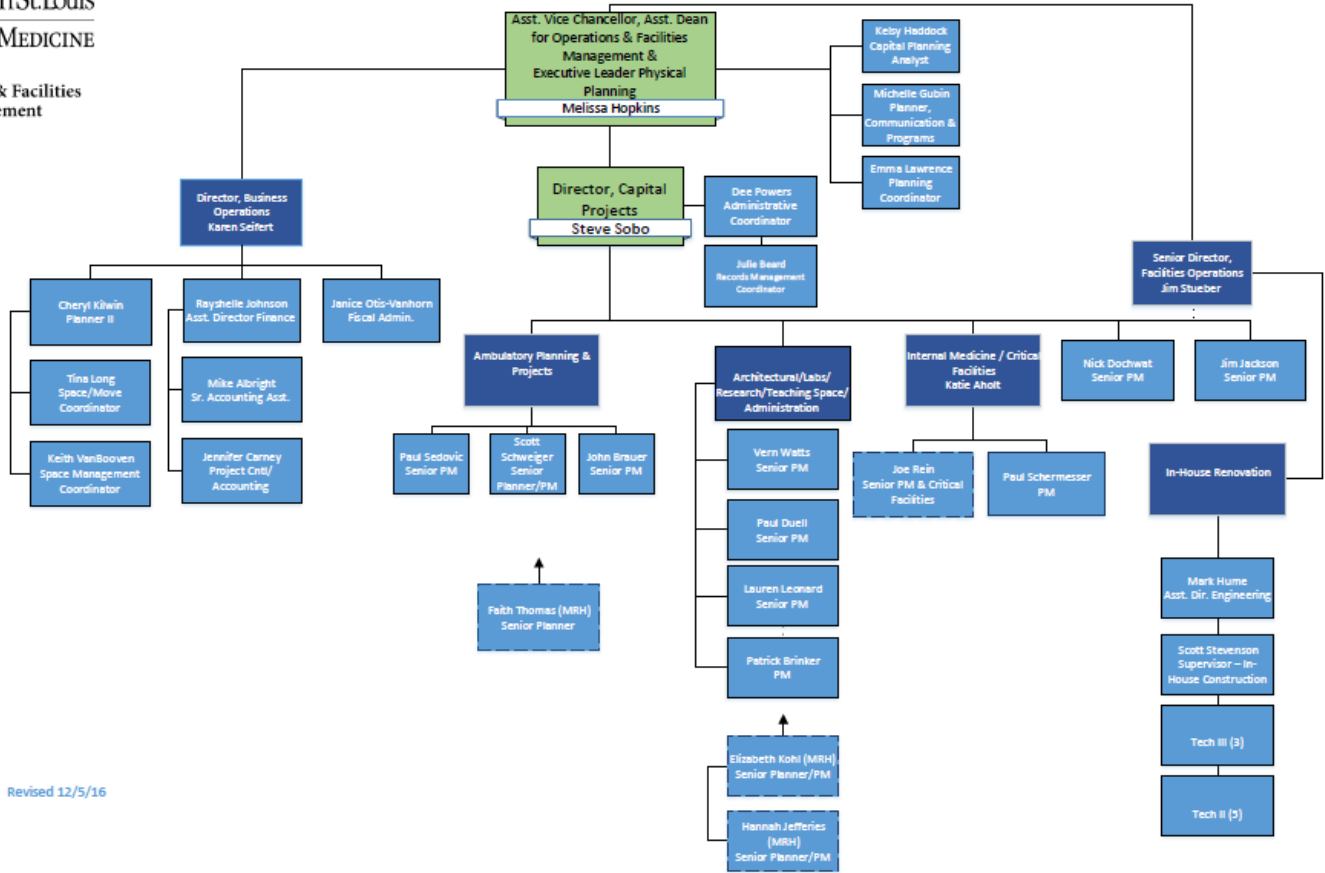 St.Louis
MEDICINE
& Facilities
ement
Asst. Vice Chancellor, Asst. Dean
for Operations & Facilities
Management &
Executive Leader Physical
Planning
Melissa Hopkins
Kelsy Haddock
Capital Planning
Analyst
Michelle Gubin
Planner,
Communication &
Programs
Emma Lawrence
Planning
Coordinator
Director, Capital
Projects
Steve Sobo
Dee Powers
Administrative
Coordinator
Julie Beard
Records Management
Coordinator
Director, Business
Operations
Karen Seifert
Senior Director,
Facilities Operations
Jim Stueber
Cheryl Kilwin
Planner II
Rayshelle Johnson
Asst. Director Finance
Janice Otis-Vanhorn
Fiscal Admin.
Tina Long
Space/Move
Coordinator
Mike Albright
Sr. Accounting Asst.
Keith VanBooven
Space Management
Coordinator
Jennifer Carney
Project Cntl/
Accounting
Ambulatory Planning &
Projects
Architectural/Labs/
Research/Teaching Space/
Administration
Internal Medicine / Critical
Facilities
Katie Aholt
Nick Dochwat
Senior PM
Jim Jackson
Senior PM
Paul Sedovic
Senior PM
Scott
Schweiger
Senior
Planner/PM
John Brauer
Senior PM
Faith Thomas (MRH)
Senior Planner
Vern Watts
Senior PM
Paul Duell
Senior PM
Lauren Leonard
Senior PM
Patrick Brinker
PM
Elizabeth Kohl (MRH)
Senior Planner/PM
Hannah Jefferies
(MRH)
Senior Planner/PM
Joe Rein
Senior PM & Critical
Facilities
Paul Schermesser
PM
In-House Renovation
Mark Hume
Asst. Dir. Engineering
Scott Stevenson
Supervisor – In-
House Construction
Tech III (3)
Tech II (5)
Revised 12/5/16